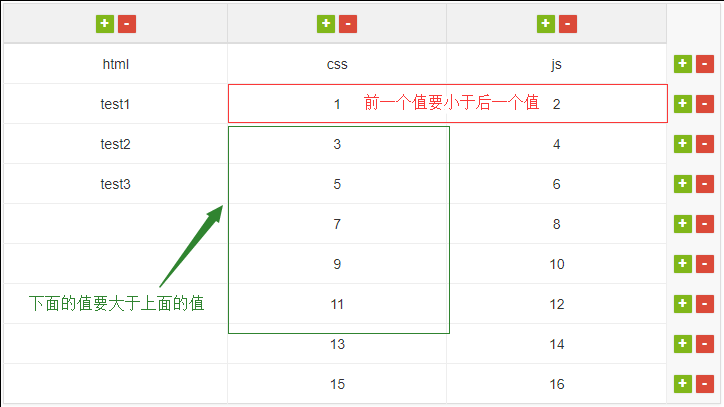 + - + - + -
html css js + -
test1 1 前一个值要小于后一个值 2 + -
test2 3 4 + -
test3 5 6 + -
7 8 + -
9 10 + -
下面的值要大于上面的值 11 12 + -
13 14 + -
15 16 + -